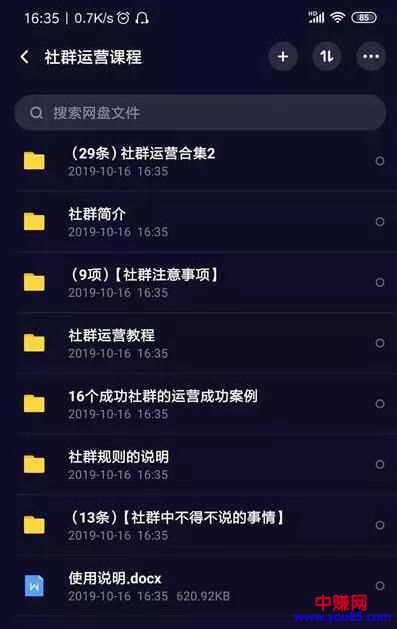 16:35 | 0.7K/s HD 85
社群运营课程
搜索网盘文件
（29条）社群运营合集2
2019-10-16 16:35
社群简介
2019-10-16 16:35
（9项）【社群注意事项】
2019-10-16 16:35
社群运营教程
2019-10-16 16:35
16个成功社群的运营成功案例
2019-10-16 16:35
社群规则的说明
2019-10-16 16:35
（13条）【社群中不得不说的事情】
2019-10-16 16:35
W 使用说明.docx
2019-10-16 16:35 620.92KB
中赚网
www.you85.com